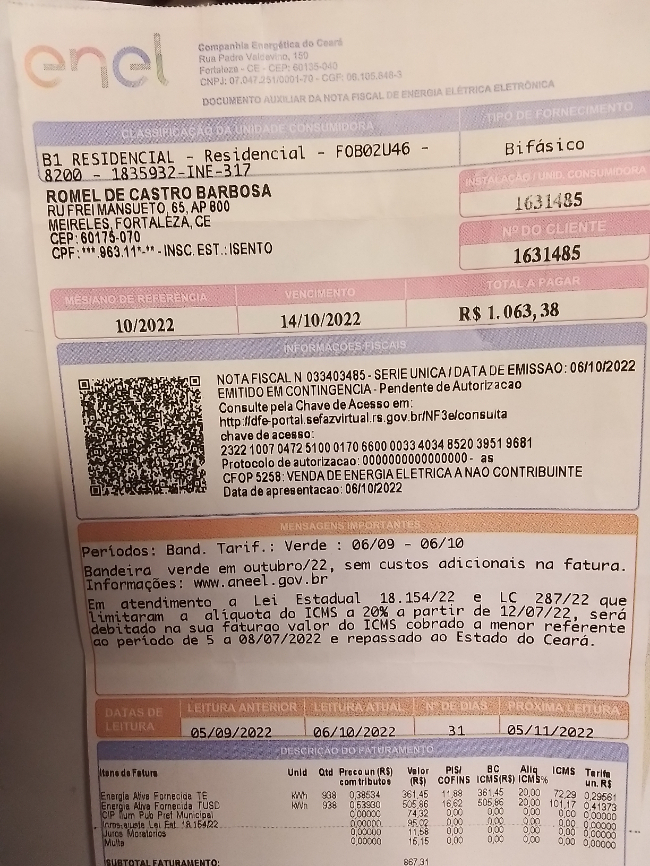 enel
Companhia Energética do Ceará
Rua Padre Valdevino, 150
Fortaleza - CE - CEP: 60135-040
CNPJ: 07.047.251/0001-70 - CGF: 06.105.848-3
DOCUMENTO AUXILIAR DA NOTA FISCAL DE ENERGIA ELÉTRICA ELETRÔNICA
CLASSIFICAÇÃO DA UNIDADE CONSUMIDORA
TIPO DE FORNECIMENTO
B1 RESIDENCIAL - Residencial - F0B02U46 -
8200 - 1835932-INE-317
Bifásico
ROMEL DE CASTRO BARBOSA
RU FREI MANSUETO, 65, AP 800
MEIRELES, FORTALEZA, CE
CEP: 60175-070
CPF: ***.963.11*-** - INSC. EST.: ISENTO
INSTALAÇÃO / UNID. CONSUMIDORA
1631485
Nº DO CLIENTE
1631485
MÊS/ANO DE REFERÊNCIA
VENCIMENTO
TOTAL A PAGAR
10/2022
14/10/2022
R$ 1.063,38
INFORMAÇÕES FISCAIS
NOTA FISCAL N 033403485 - SERIE UNICA / DATA DE EMISSAO: 06/10/2022
EMITIDO EM CONTINGENCIA - Pendente de Autorizacao
Consulte pela Chave de Acesso em:
http://dfe-portal.sefazvirtual.rs.gov.br/NF3e/consulta
chave de acesso:
2322 1007 0472 5100 0170 6600 0033 4034 8520 3951 9681
Protocolo de autorizacao: 0000000000000000 - as
CFOP 5258: VENDA DE ENERGIA ELETRICA A NAO CONTRIBUINTE
Data de apresentacao: 06/10/2022
MENSAGENS IMPORTANTES
Períodos: Band. Tarif.: Verde : 06/09 - 06/10
Bandeira verde em outubro/22, sem custos adicionais na fatura.
Informações: www.aneel.gov.br
Em atendimento a Lei Estadual 18.154/22 e LC 287/22 que
limitaram a alíquota do ICMS a 20% a partir de 12/07/22, será
debitado na sua faturao valor do ICMS cobrado a menor referente
ao período de 5 a 08/07/2022 e repassado ao Estado do Ceará.
DATAS DE LEITURA
LEITURA ANTERIOR
LEITURA ATUAL
Nº DE DIAS
PRÓXIMA LEITURA
05/09/2022
06/10/2022
31
05/11/2022
DESCRIÇÃO DO FATURAMENTO
Itens da Fatura Unid Qtd Preco un (R$) com tributos Valor (R$) PIS/ COFINS BC ICMS(R$) Aliq ICMS% ICMS Tarifa un. R$
Energia Ativa Fornecida TE kWh 938 0,38534 361,45 11,88 361,45 20,00 72,29 0,29561
Energia Ativa Fornecida TUSD kWh 938 0,53930 505,86 16,62 505,86 20,00 101,17 0,41373
CIP Ilum Pub Pref Municipal 0,00000 74,32 0,00 0,00 0,00 0,00 0,00000
Icms-ajuste Lei Est. 18.154/22 0,00000 95,02 0,00 0,00 0,00 0,00 0,00000
Juros Moratorios 0,00000 11,58 0,00 0,00 0,00 0,00 0,00000
Multa 0,00000 15,15 0,00 0,00 0,00 0,00 0,00000
SUBTOTAL FATURAMENTO: 867,31